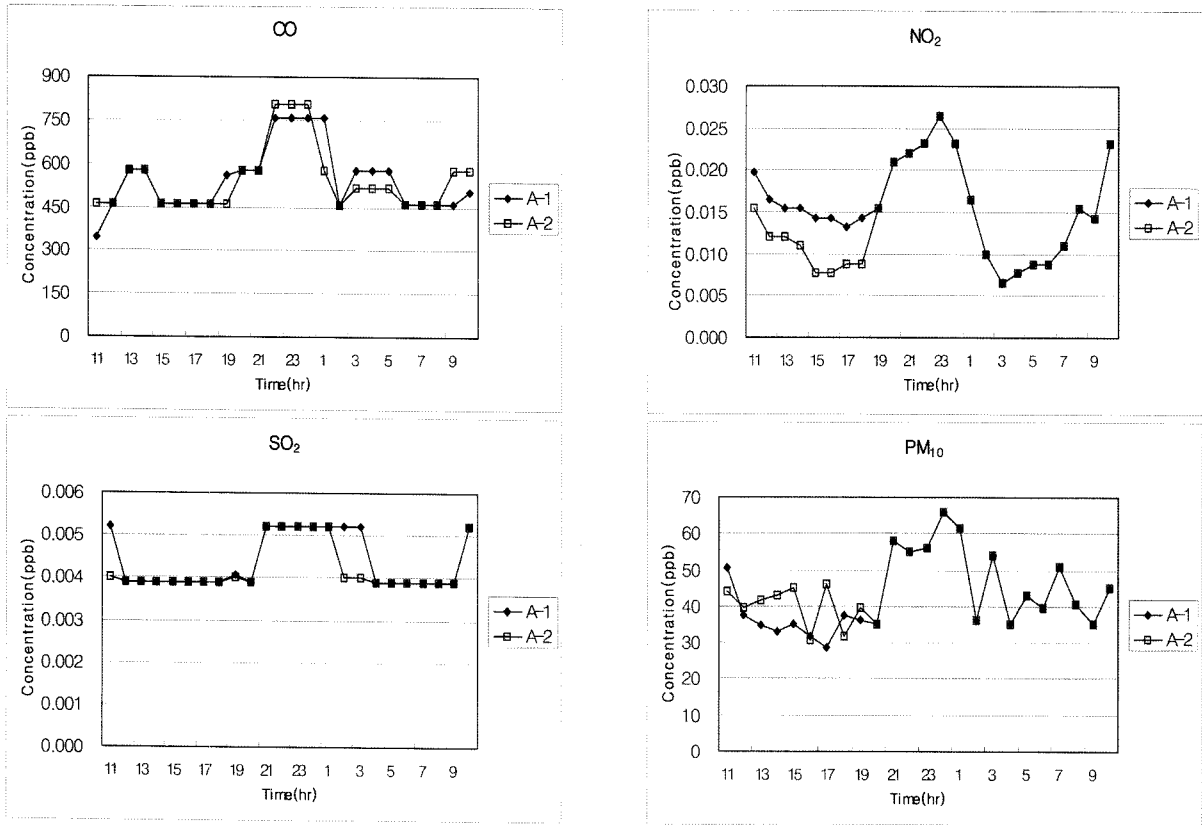 CO
Concentration(ppb)
900
750
600
450
300
150
0
11 13 15 17 19 21 23 1 3 5 7 9
Time(hr)
A-1
A-2
NO₂
Concentration(ppb)
0.030
0.025
0.020
0.015
0.010
0.005
0.000
11 13 15 17 19 21 23 1 3 5 7 9
Time(hr)
A-1
A-2
SO₂
Concentration(ppb)
0.006
0.005
0.004
0.003
0.002
0.001
0.000
11 13 15 17 19 21 23 1 3 5 7 9
Time(hr)
A-1
A-2
PM₁₀
Concentration(ppb)
70
60
50
40
30
20
10
0
11 13 15 17 19 21 23 1 3 5 7 9
Time(hr)
A-1
A-2